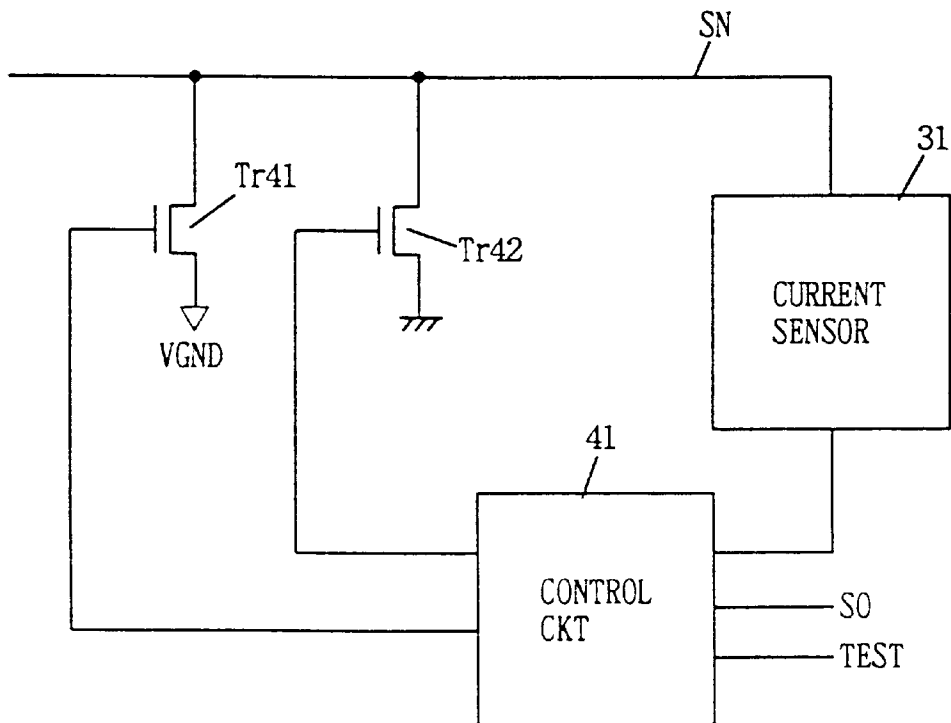 SN
31
Tr41
Tr42
CURRENT
SENSOR
VGND
41
CONTROL
CKT
SO
TEST